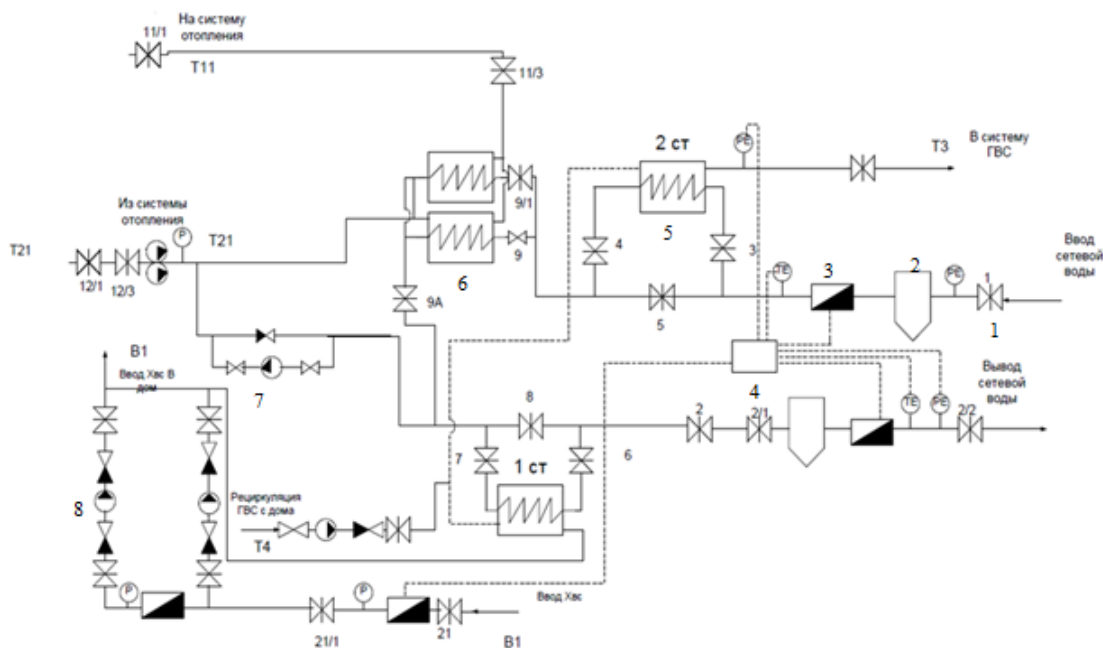 На систему
отопления
11/1
T11
11/3
2 ст
PE
T3
В систему
ГВС
9/1
Из системы
отопления
P
T21
T21
12/1
12/3
6
9
9A
4
5
3
5
TE
3
2
PE
1
1
Ввод
сетевой
воды
B1
Ввод Хвс В
дом
7
8
4
2
2/1
TE
PE
2/2
Вывод
сетевой
воды
7
1 ст
6
8
Рециркуляция
ГВС с дома
T4
P
21/1
P
21
Ввод Хвс
B1